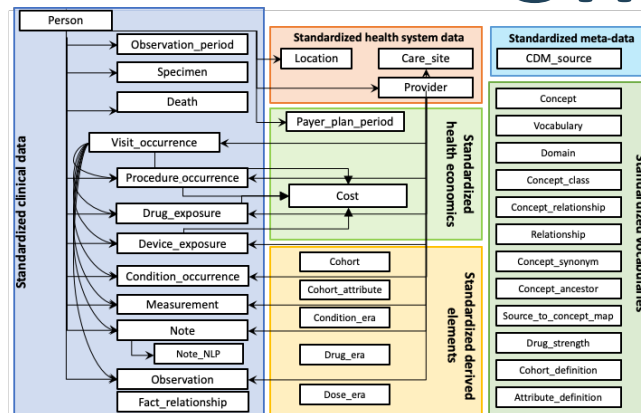 Person
Observation_period
Specimen
Death
Visit_occurrence
Procedure_occurrence
Drug_exposure
Device_exposure
Condition_occurrence
Measurement
Note
Note_NLP
Observation
Fact_relationship
Standardized clinical data
Standardized health system data
Location
Care_site
Provider
Payer_plan_period
Cost
Standardized
health economics
Cohort
Cohort_attribute
Condition_era
Drug_era
Dose_era
Standardized derived
elements
Standardized meta-data
CDM_source
Concept
Vocabulary
Domain
Concept_class
Concept_relationship
Relationship
Concept_synonym
Concept_ancestor
Source_to_concept_map
Drug_strength
Cohort_definition
Attribute_definition